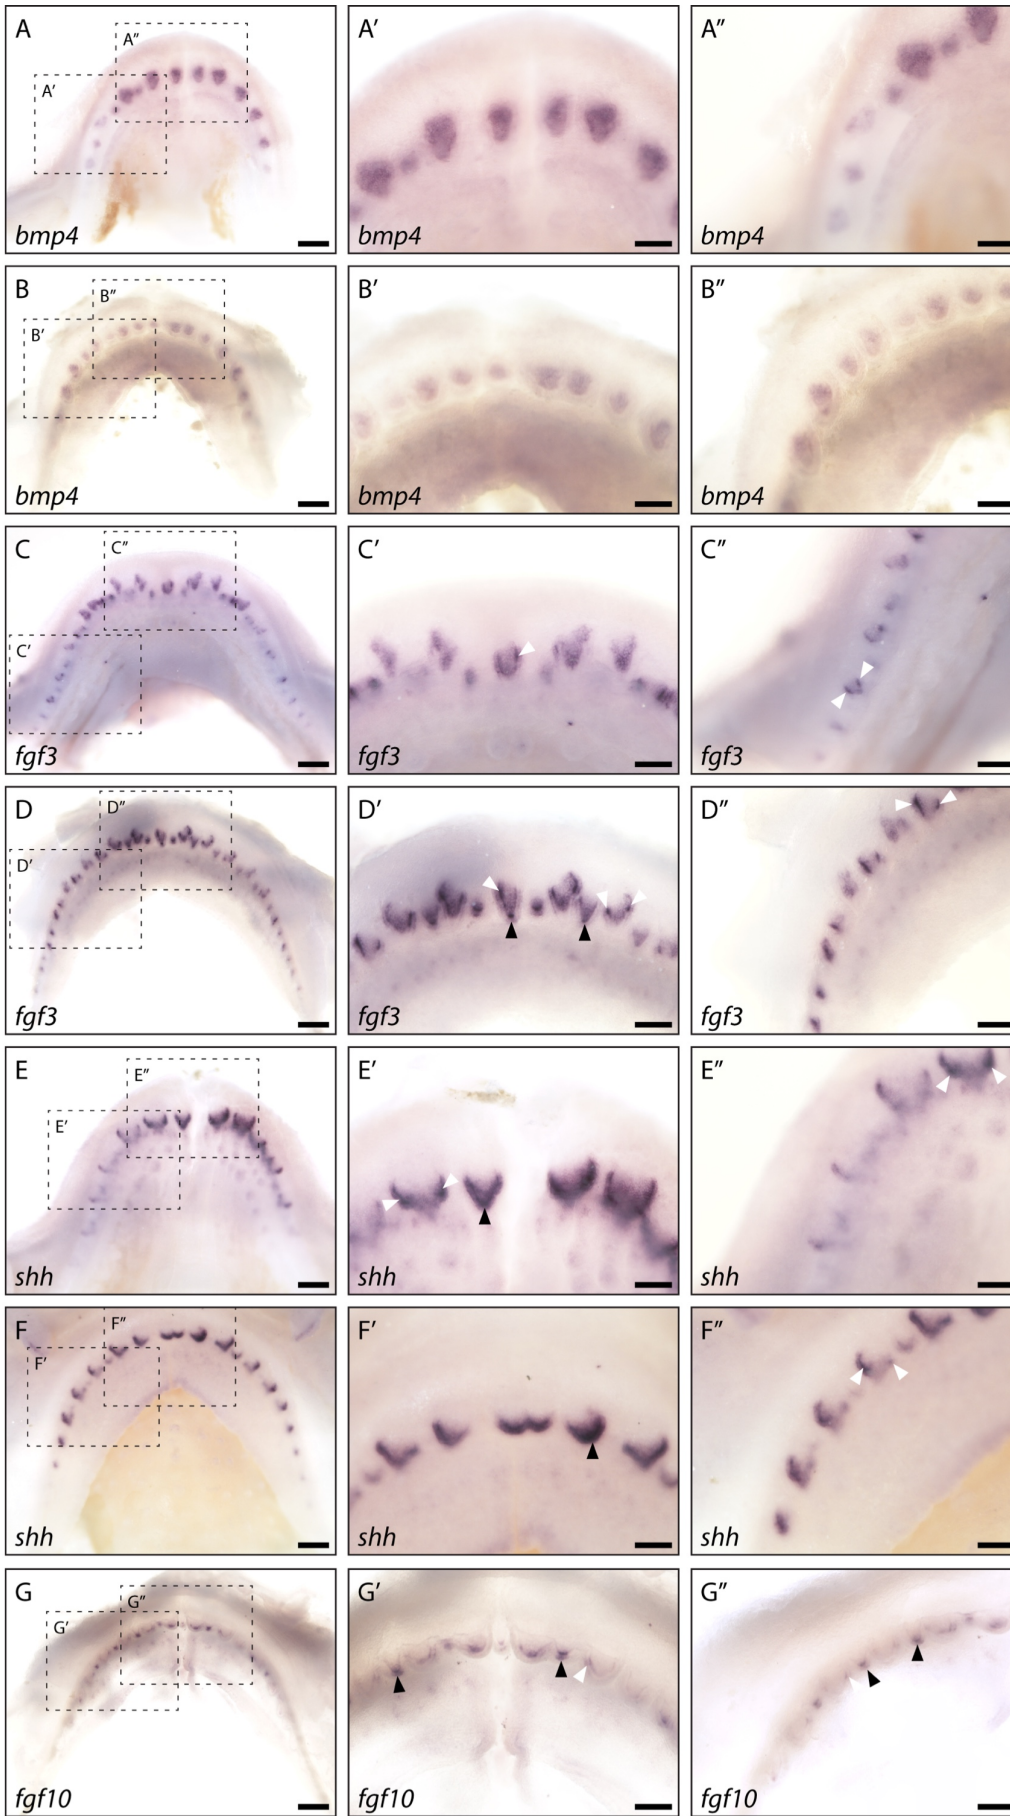 A
A″
A′
bmp4
A′
bmp4
A″
bmp4
B
B″
B′
bmp4
B′
bmp4
B″
bmp4
C
C″
C′
fgf3
C′
fgf3
C″
fgf3
D
D″
D′
fgf3
D′
fgf3
D″
fgf3
E
E″
E′
shh
E′
shh
E″
shh
F
F″
F′
shh
F′
shh
F″
shh
G
G″
G′
fgf10
G′
fgf10
G″
fgf10